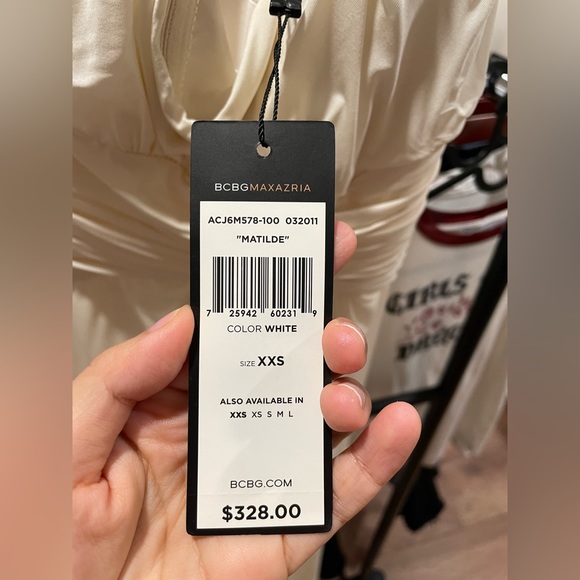 BCBGMAXAZRIA
ACJ6M578-100 032011
"MATILDE"
7 25942 60231 9
COLOR WHITE
SIZE XXS
ALSO AVAILABLE IN
XXS XS S M L
BCBG.COM
$328.00
GIRLS